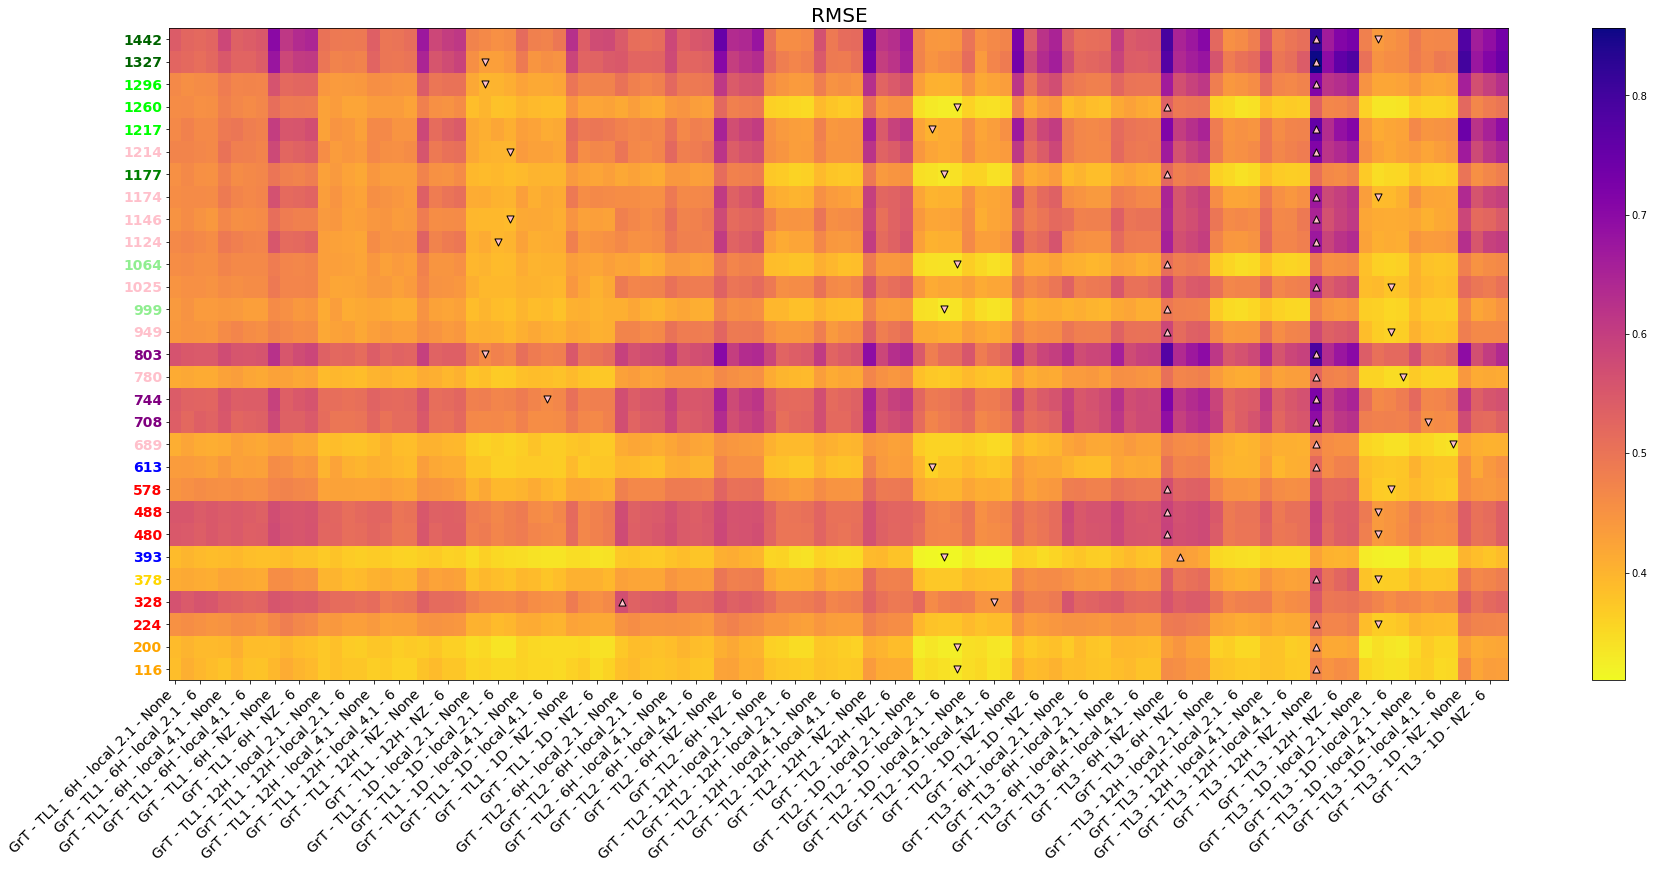 RMSE
1442
1327
1296
1260
1217
1214
1177
1174
1146
1124
1064
1025
999
949
803
780
744
708
689
613
578
488
480
393
378
328
224
200
116
GrT - TL1 - 6H - local_2.1 - None
GrT - TL1 - 6H - local_2.1 - 6
GrT - TL1 - 6H - local_4.1 - None
GrT - TL1 - 6H - local_4.1 - 6
GrT - TL1 - 6H - NZ - None
GrT - TL1 - 6H - NZ - 6
GrT - TL1 - 12H - local_2.1 - None
GrT - TL1 - 12H - local_2.1 - 6
GrT - TL1 - 12H - local_4.1 - None
GrT - TL1 - 12H - local_4.1 - 6
GrT - TL1 - 12H - NZ - None
GrT - TL1 - 12H - NZ - 6
GrT - TL1 - 1D - local_2.1 - None
GrT - TL1 - 1D - local_2.1 - 6
GrT - TL1 - 1D - local_4.1 - None
GrT - TL1 - 1D - local_4.1 - 6
GrT - TL1 - 1D - NZ - None
GrT - TL1 - 1D - NZ - 6
GrT - TL2 - 6H - local_2.1 - None
GrT - TL2 - 6H - local_2.1 - 6
GrT - TL2 - 6H - local_4.1 - None
GrT - TL2 - 6H - local_4.1 - 6
GrT - TL2 - 6H - NZ - None
GrT - TL2 - 6H - NZ - 6
GrT - TL2 - 12H - local_2.1 - None
GrT - TL2 - 12H - local_2.1 - 6
GrT - TL2 - 12H - local_4.1 - None
GrT - TL2 - 12H - local_4.1 - 6
GrT - TL2 - 12H - NZ - None
GrT - TL2 - 12H - NZ - 6
GrT - TL2 - 1D - local_2.1 - None
GrT - TL2 - 1D - local_2.1 - 6
GrT - TL2 - 1D - local_4.1 - None
GrT - TL2 - 1D - local_4.1 - 6
GrT - TL2 - 1D - NZ - None
GrT - TL2 - 1D - NZ - 6
GrT - TL3 - 6H - local_2.1 - None
GrT - TL3 - 6H - local_2.1 - 6
GrT - TL3 - 6H - local_4.1 - None
GrT - TL3 - 6H - local_4.1 - 6
GrT - TL3 - 6H - NZ - None
GrT - TL3 - 6H - NZ - 6
GrT - TL3 - 12H - local_2.1 - None
GrT - TL3 - 12H - local_2.1 - 6
GrT - TL3 - 12H - local_4.1 - None
GrT - TL3 - 12H - local_4.1 - 6
GrT - TL3 - 12H - NZ - None
GrT - TL3 - 12H - NZ - 6
GrT - TL3 - 1D - local_2.1 - None
GrT - TL3 - 1D - local_2.1 - 6
GrT - TL3 - 1D - local_4.1 - None
GrT - TL3 - 1D - local_4.1 - 6
GrT - TL3 - 1D - NZ - None
GrT - TL3 - 1D - NZ - 6
0.8
0.7
0.6
0.5
0.4